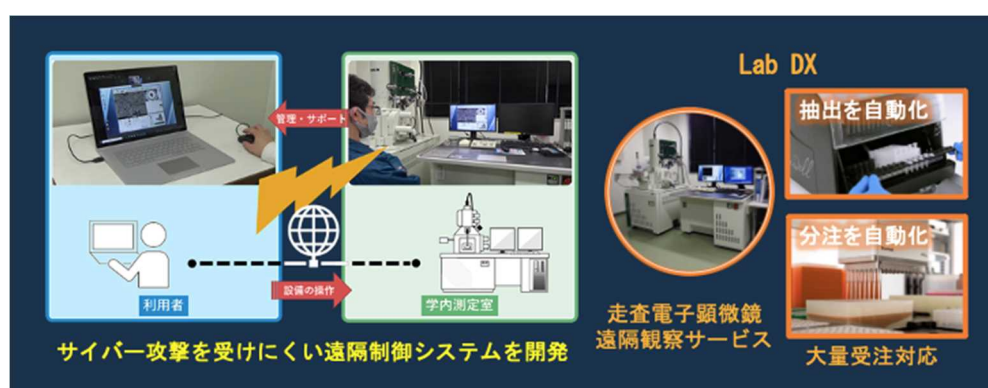 管理・サポート
設備の操作
利用者
学内測定室
サイバー攻撃を受けにくい遠隔制御システムを開発
Lab DX
走査電子顕微鏡
遠隔観察サービス
抽出を自動化
分注を自動化
大量受注対応